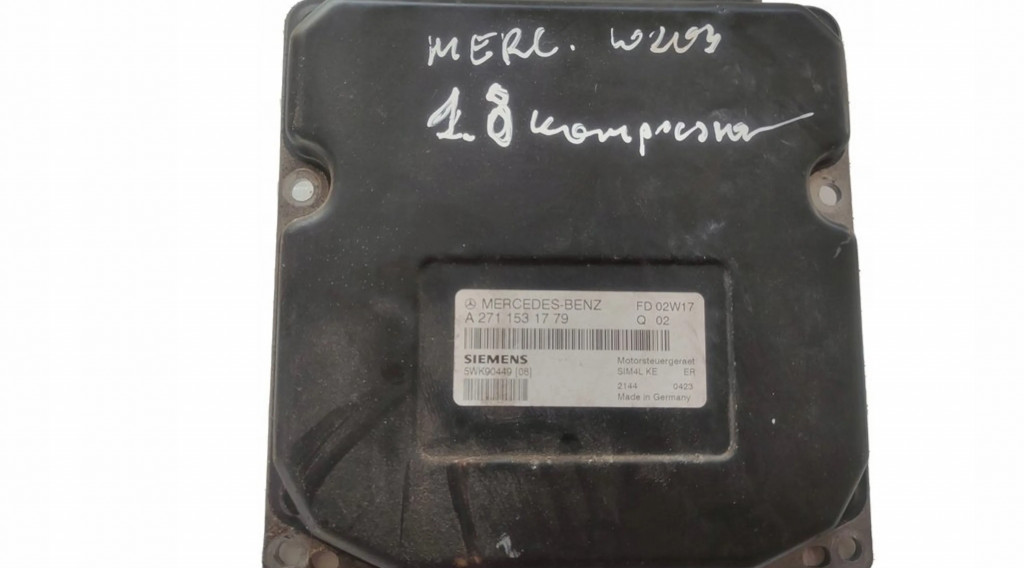 MERC. W203
1.8 Kompressor
MERCEDES-BENZ FD 02W17
A 271 153 17 79 Q 02
SIEMENS Motorsteuergeraet
5WK90449 [08] SIM4L KE ER
2144 0423
Made in Germany